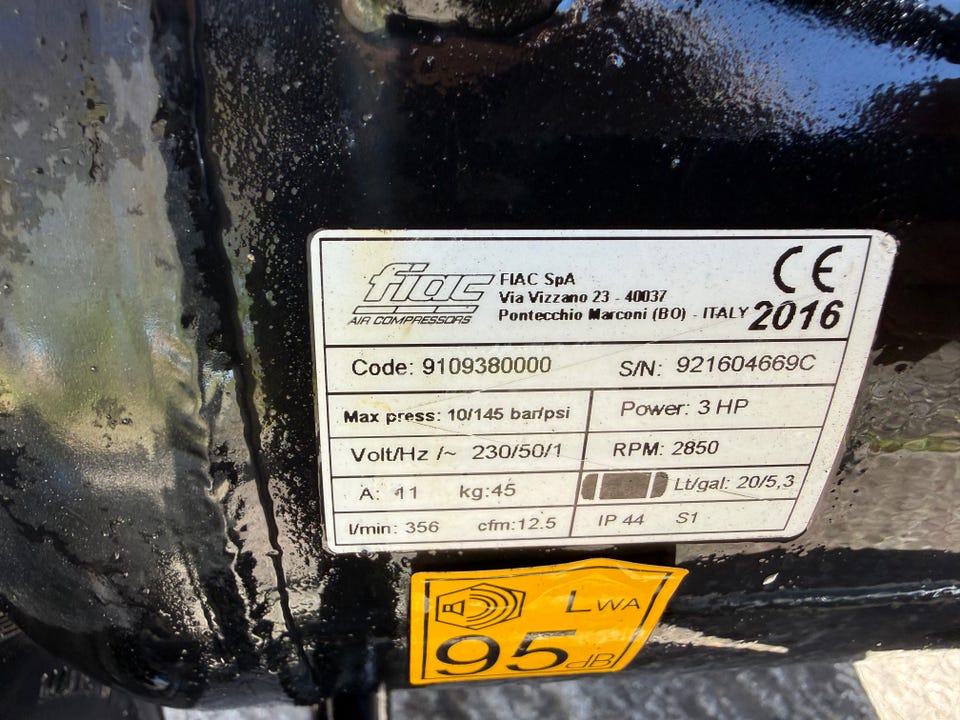 fiac
AIR COMPRESSORS
FIAC SpA
Via Vizzano 23 - 40037
Pontecchio Marconi (BO) - ITALY
CE
2016
Code: 9109380000
S/N: 921604669C
Max press: 10/145 bar/psi
Power: 3 HP
Volt/Hz /~ 230/50/1
RPM: 2850
A: 11 kg:45
Lt/gal: 20/5,3
l/min: 356 cfm:12.5
IP 44 S1
LWA
95 dB